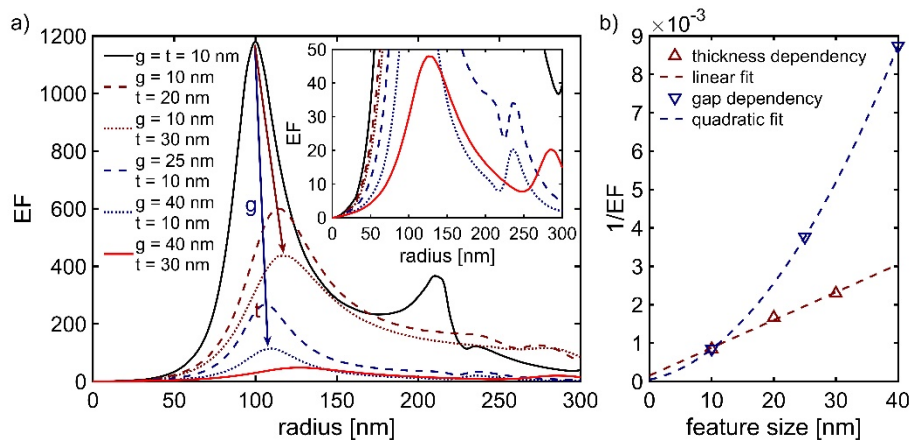 a)
1200
1000
800
600
400
200
0
EF
0 50 100 150 200 250 300
radius [nm]
g = t = 10 nm
g = 10 nm
t = 20 nm
g = 10 nm
t = 30 nm
g = 25 nm
t = 10 nm
g = 40 nm
t = 10 nm
g = 40 nm
t = 30 nm
g
t
50
40
30
20
10
0
EF
0 50 100 150 200 250 300
radius [nm]
b)
×10⁻³
9
8
7
6
5
4
3
2
1
0
1/EF
thickness dependency
linear fit
gap dependency
quadratic fit
0 10 20 30 40
feature size [nm]